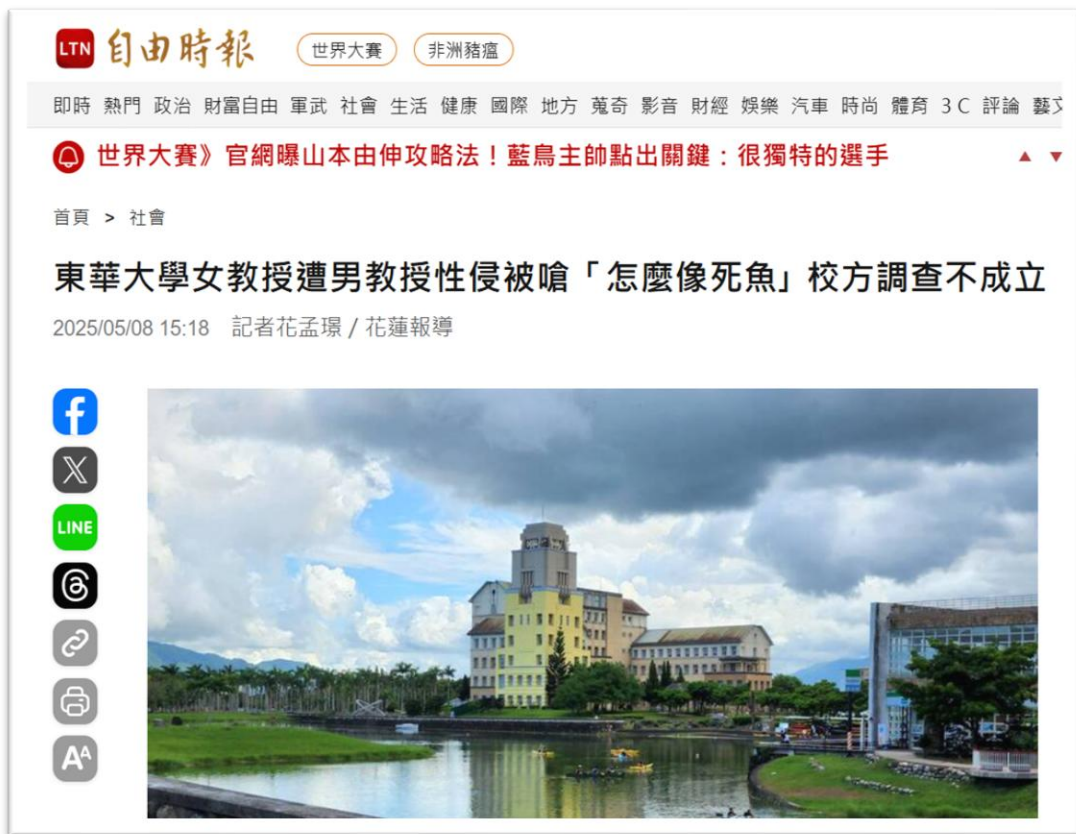 LTN 自由時報 世界大賽 非洲豬瘟
即時 熱門 政治 財富自由 軍武 社會 生活 健康 國際 地方 蒐奇 影音 財經 娛樂 汽車 時尚 體育 3 C 評論 藝文
世界大賽》官網曝山本由伸攻略法！藍鳥主帥點出關鍵：很獨特的選手
首頁 > 社會
東華大學女教授遭男教授性侵被嗆「怎麼像死魚」校方調查不成立
2025/05/08 15:18 記者花孟璟／花蓮報導
LINE
AA